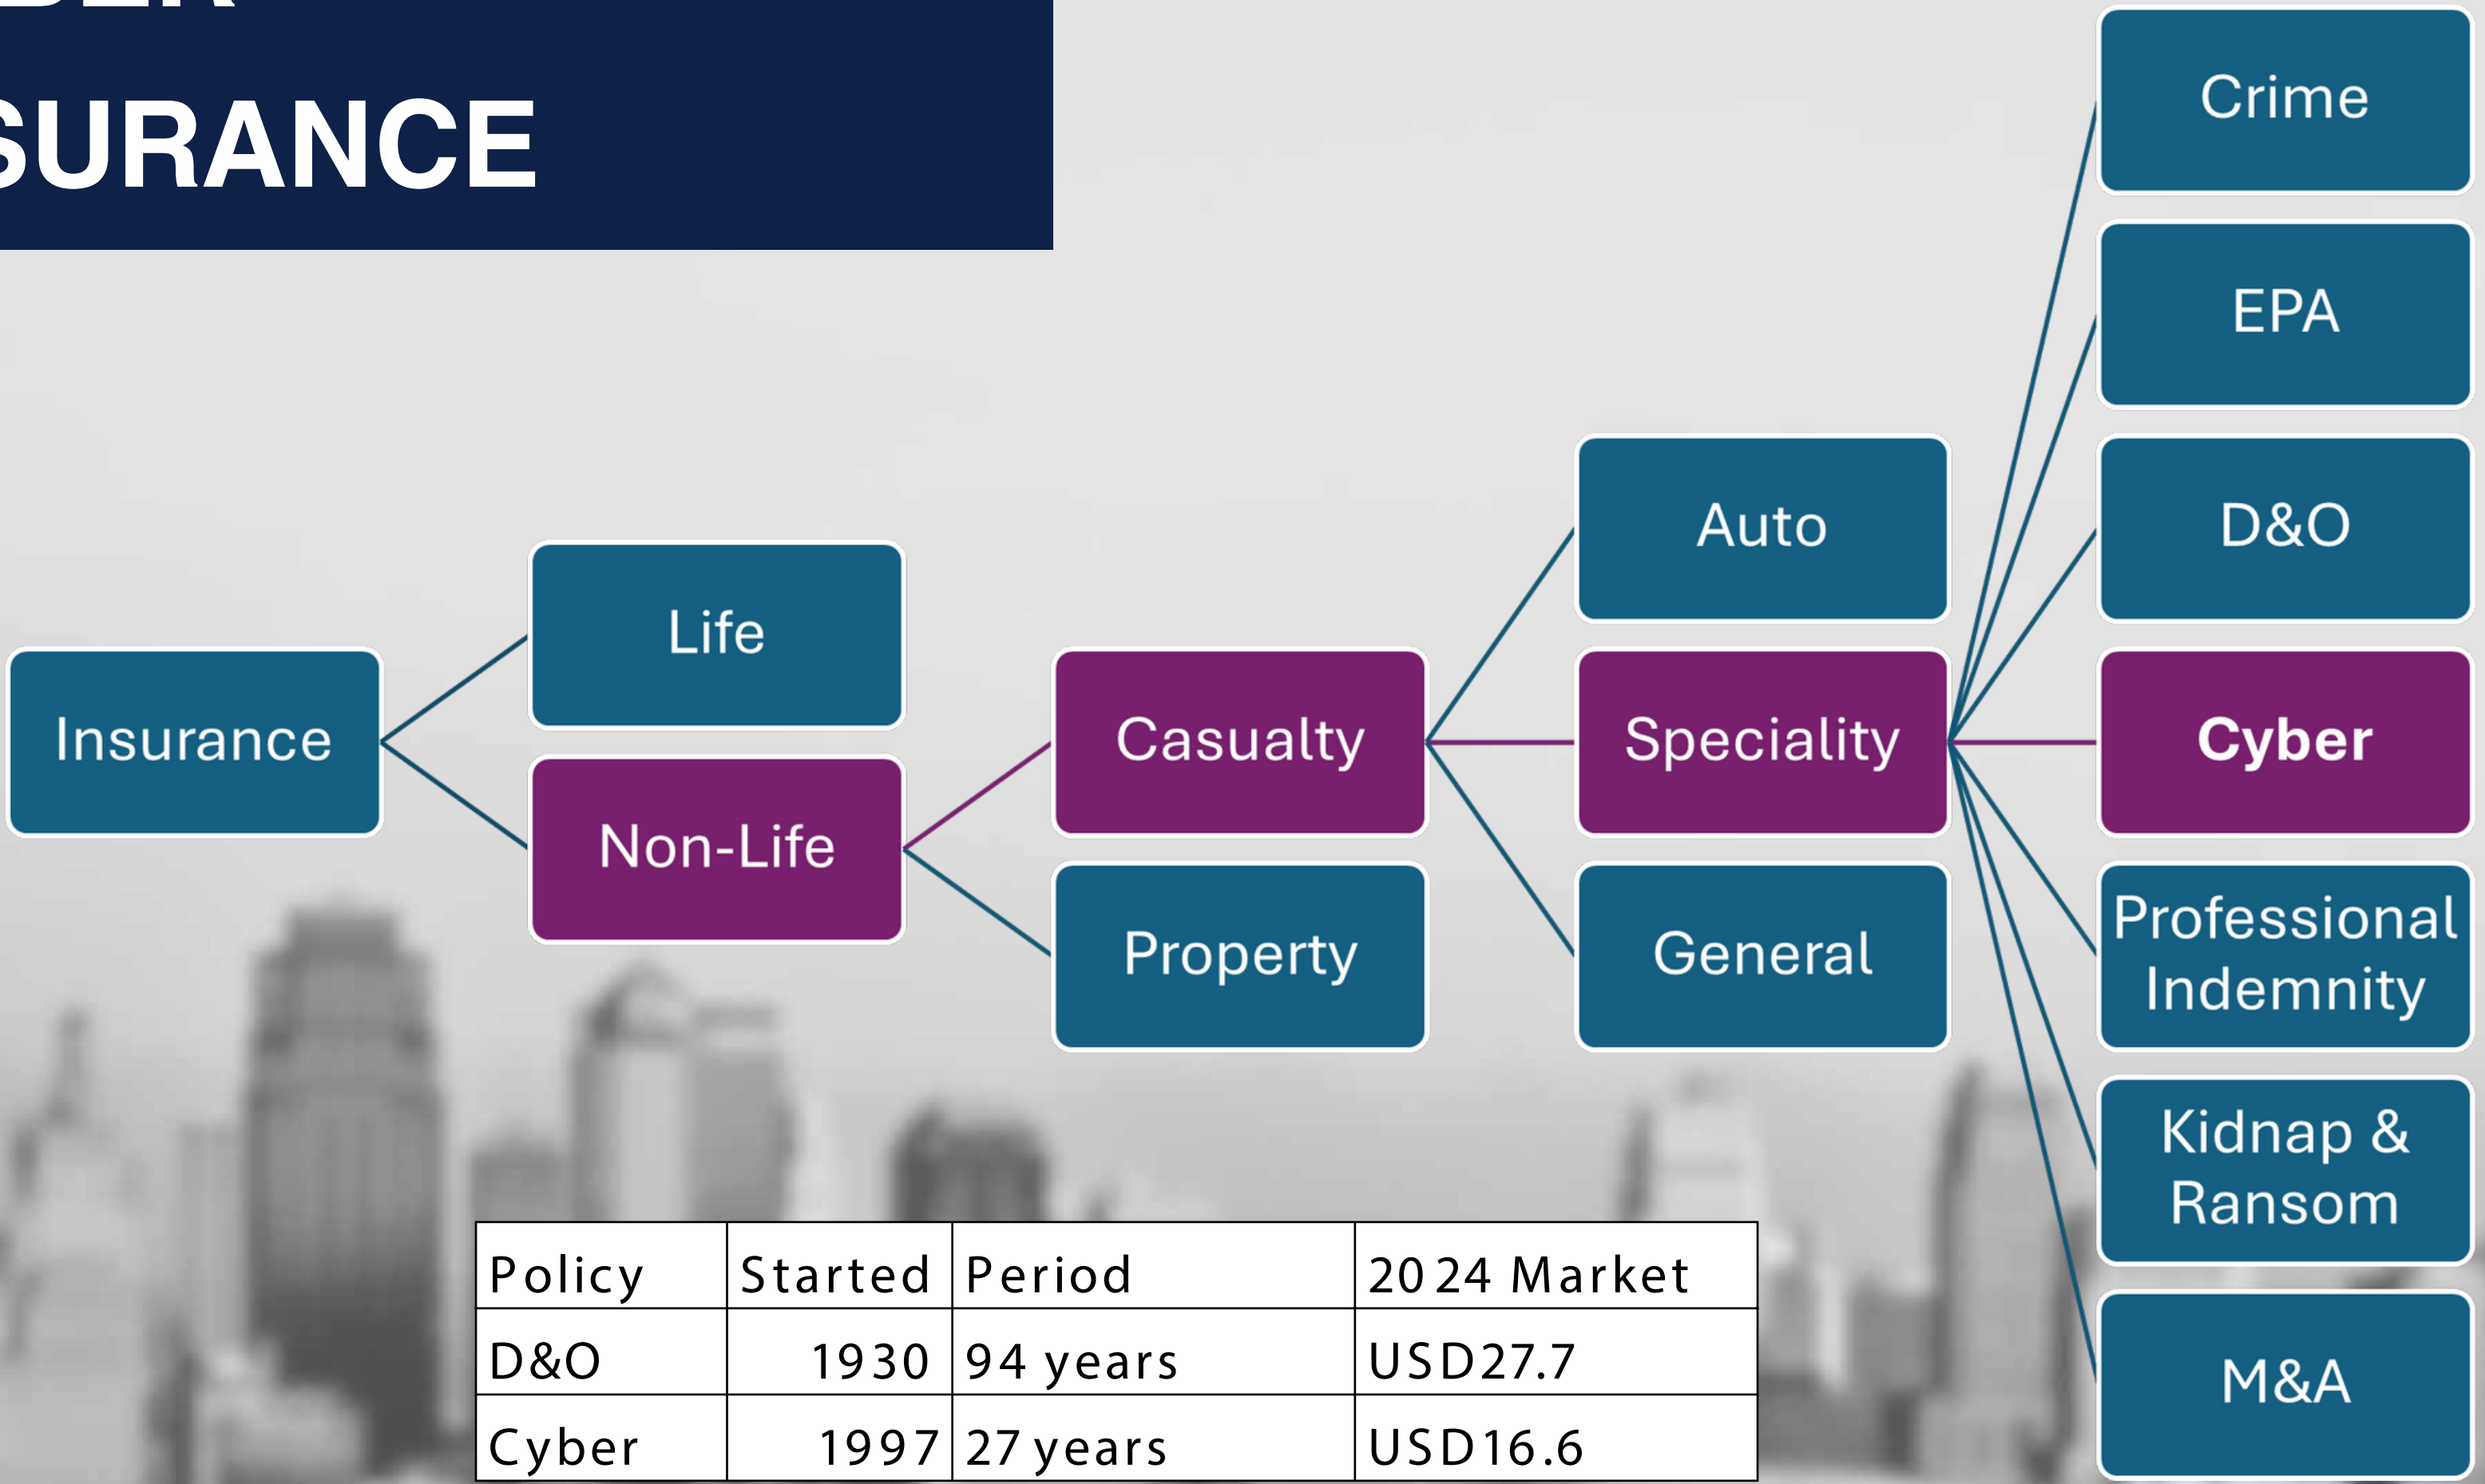 SURANCE
Insurance
Life
Non-Life
Casualty
Property
Auto
Speciality
General
Crime
EPA
D&O
Cyber
Professional
Indemnity
Kidnap &
Ransom
M&A
Policy Started Period 2024 Market
D&O 1930 94 years USD27.7
Cyber 1997 27 years USD16.6